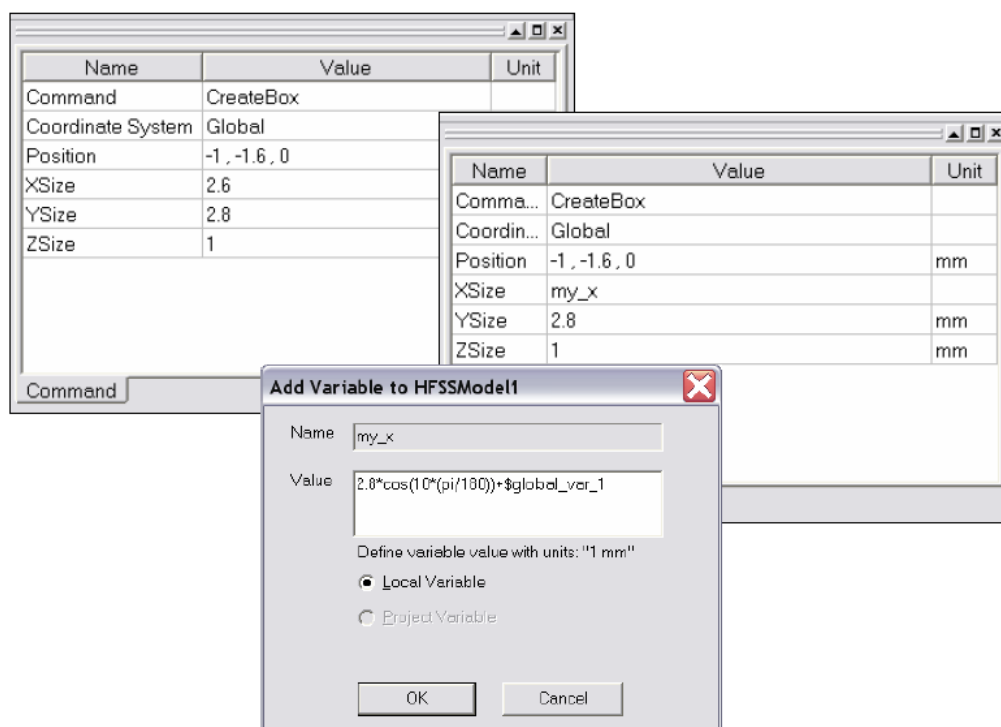 Name Value Unit
Command CreateBox
Coordinate System Global
Position -1 , -1.6 , 0
XSize 2.6
YSize 2.8
ZSize 1
Command
Name Value Unit
Comma... CreateBox
Coordin... Global
Position -1 , -1.6 , 0 mm
XSize my_x
YSize 2.8 mm
ZSize 1 mm
Add Variable to HFSSModel1
Name my_x
Value 2.8*cos(10*(pi/180))+$global_var_1
Define variable value with units: "1 mm"
Local Variable
Project Variable
OK Cancel